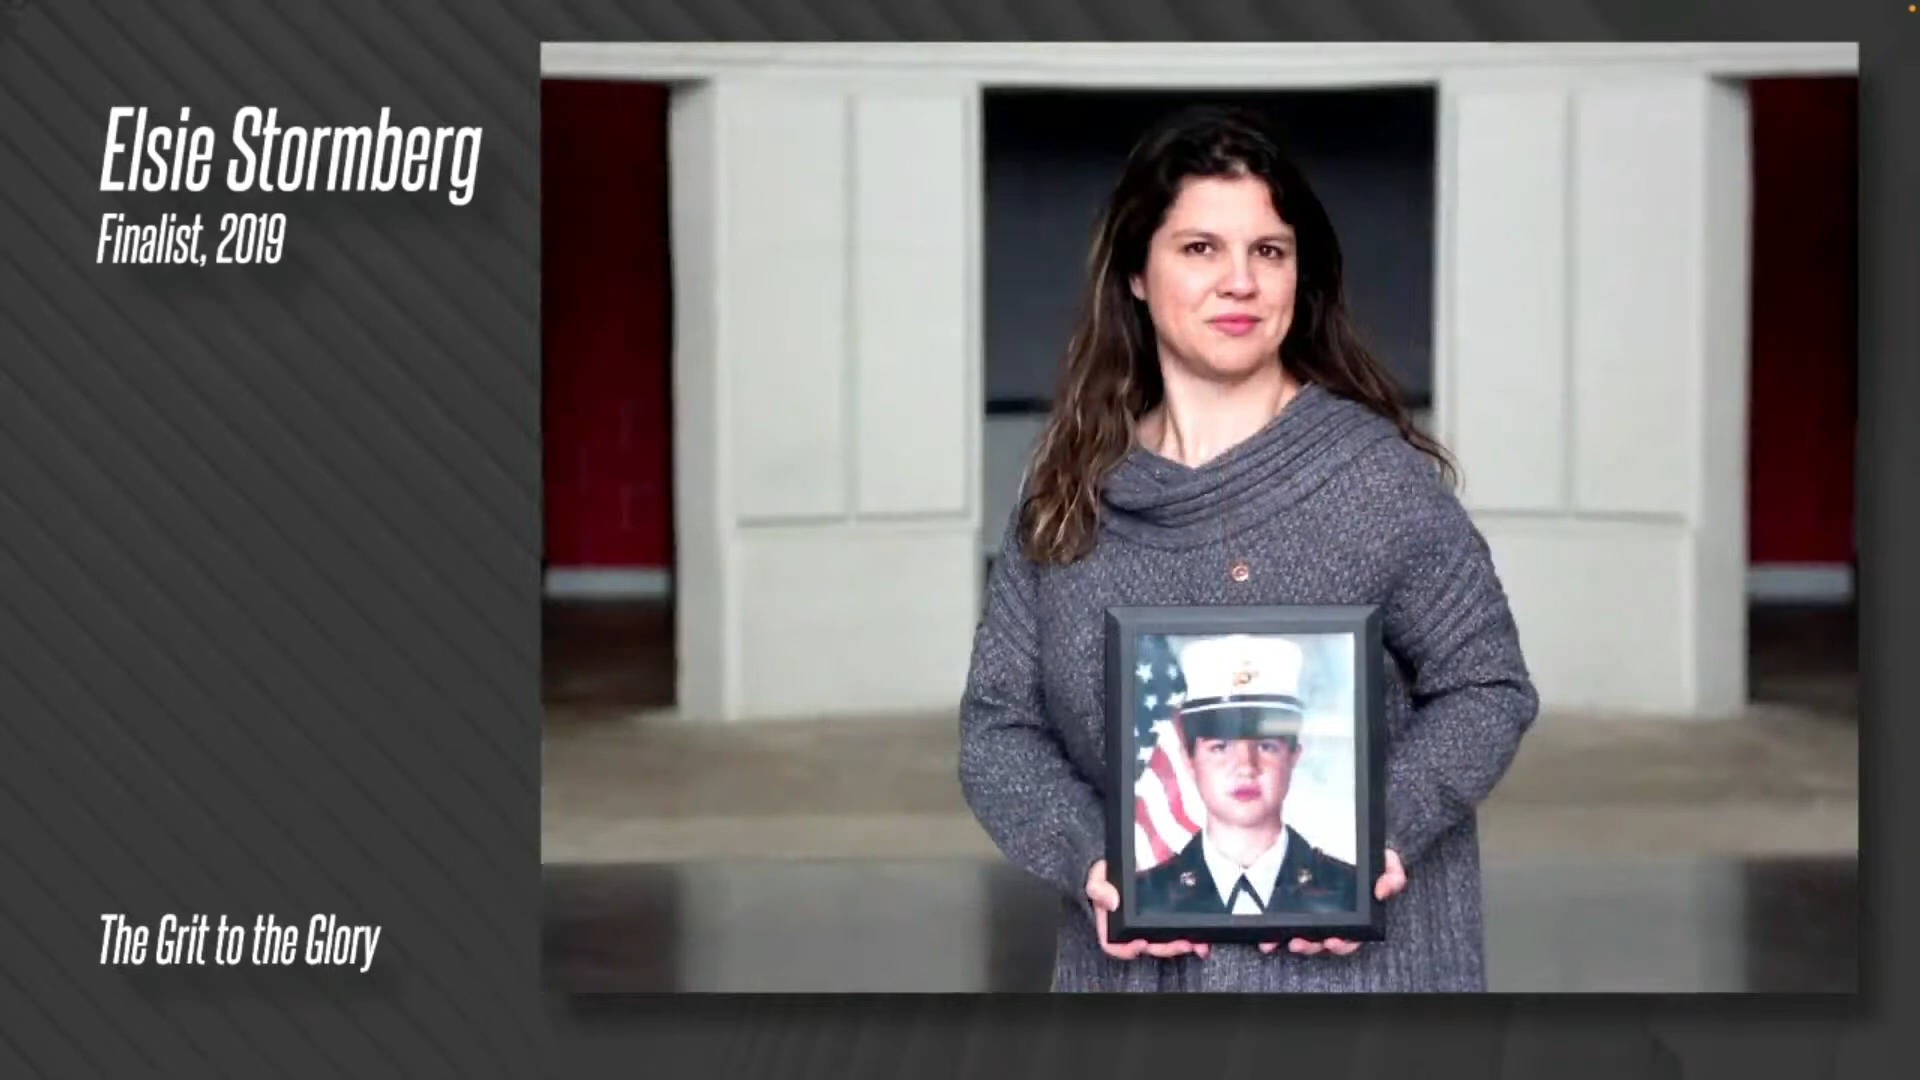 Elsie Stormberg
Finalist, 2019
The Grit to the Glory